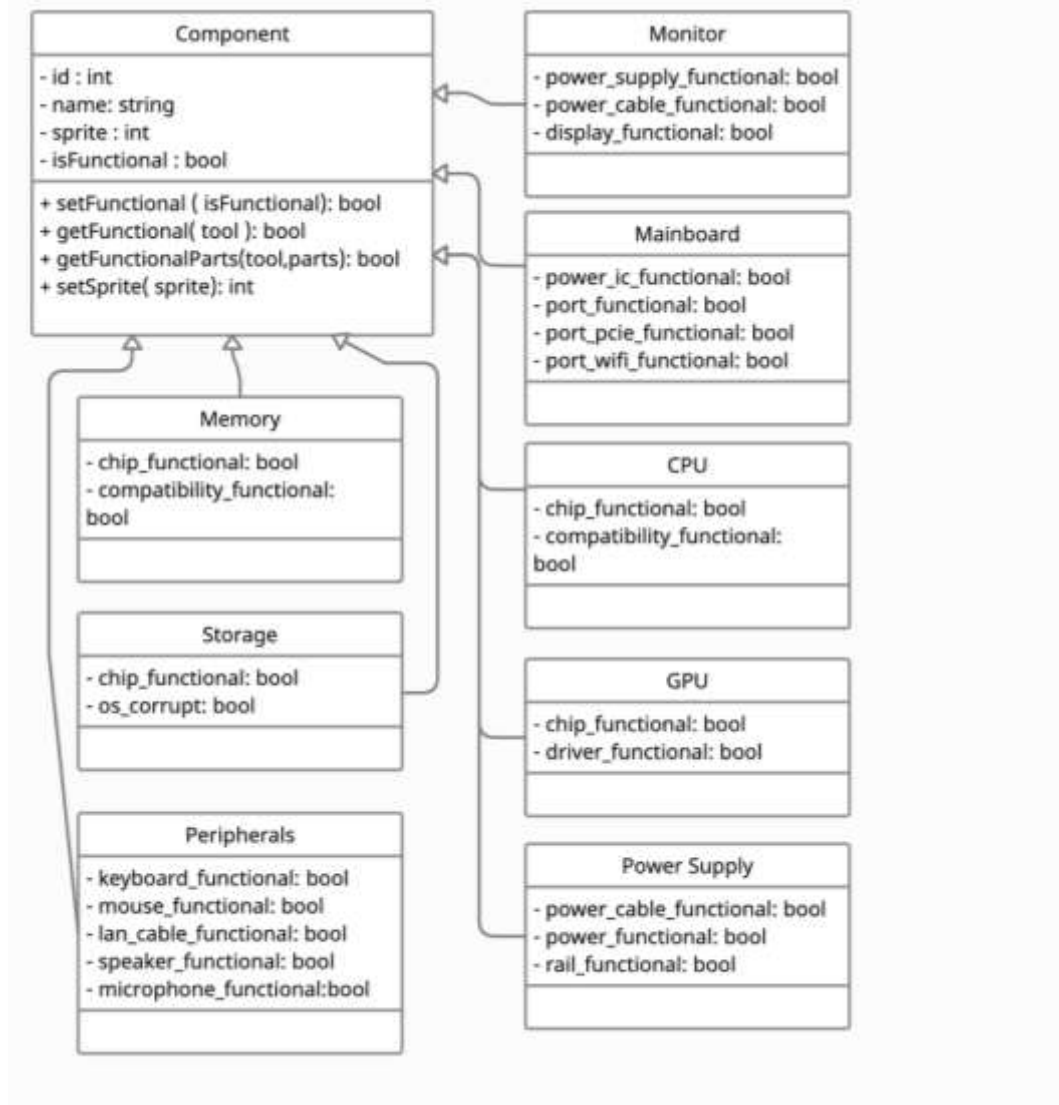 Component
- id : int
- name: string
- sprite : int
- isFunctional : bool
+ setFunctional ( isFunctional): bool
+ getFunctional( tool ): bool
+ getFunctionalParts(tool,parts): bool
+ setSprite( sprite): int
Memory
- chip_functional: bool
- compatibility_functional:
bool
Storage
- chip_functional: bool
- os_corrupt: bool
Peripherals
- keyboard_functional: bool
- mouse_functional: bool
- lan_cable_functional: bool
- speaker_functional: bool
- microphone_functional:bool
Monitor
- power_supply_functional: bool
- power_cable_functional: bool
- display_functional: bool
Mainboard
- power_ic_functional: bool
- port_functional: bool
- port_pcie_functional: bool
- port_wifi_functional: bool
CPU
- chip_functional: bool
- compatibility_functional:
bool
GPU
- chip_functional: bool
- driver_functional: bool
Power Supply
- power_cable_functional: bool
- power_functional: bool
- rail_functional: bool